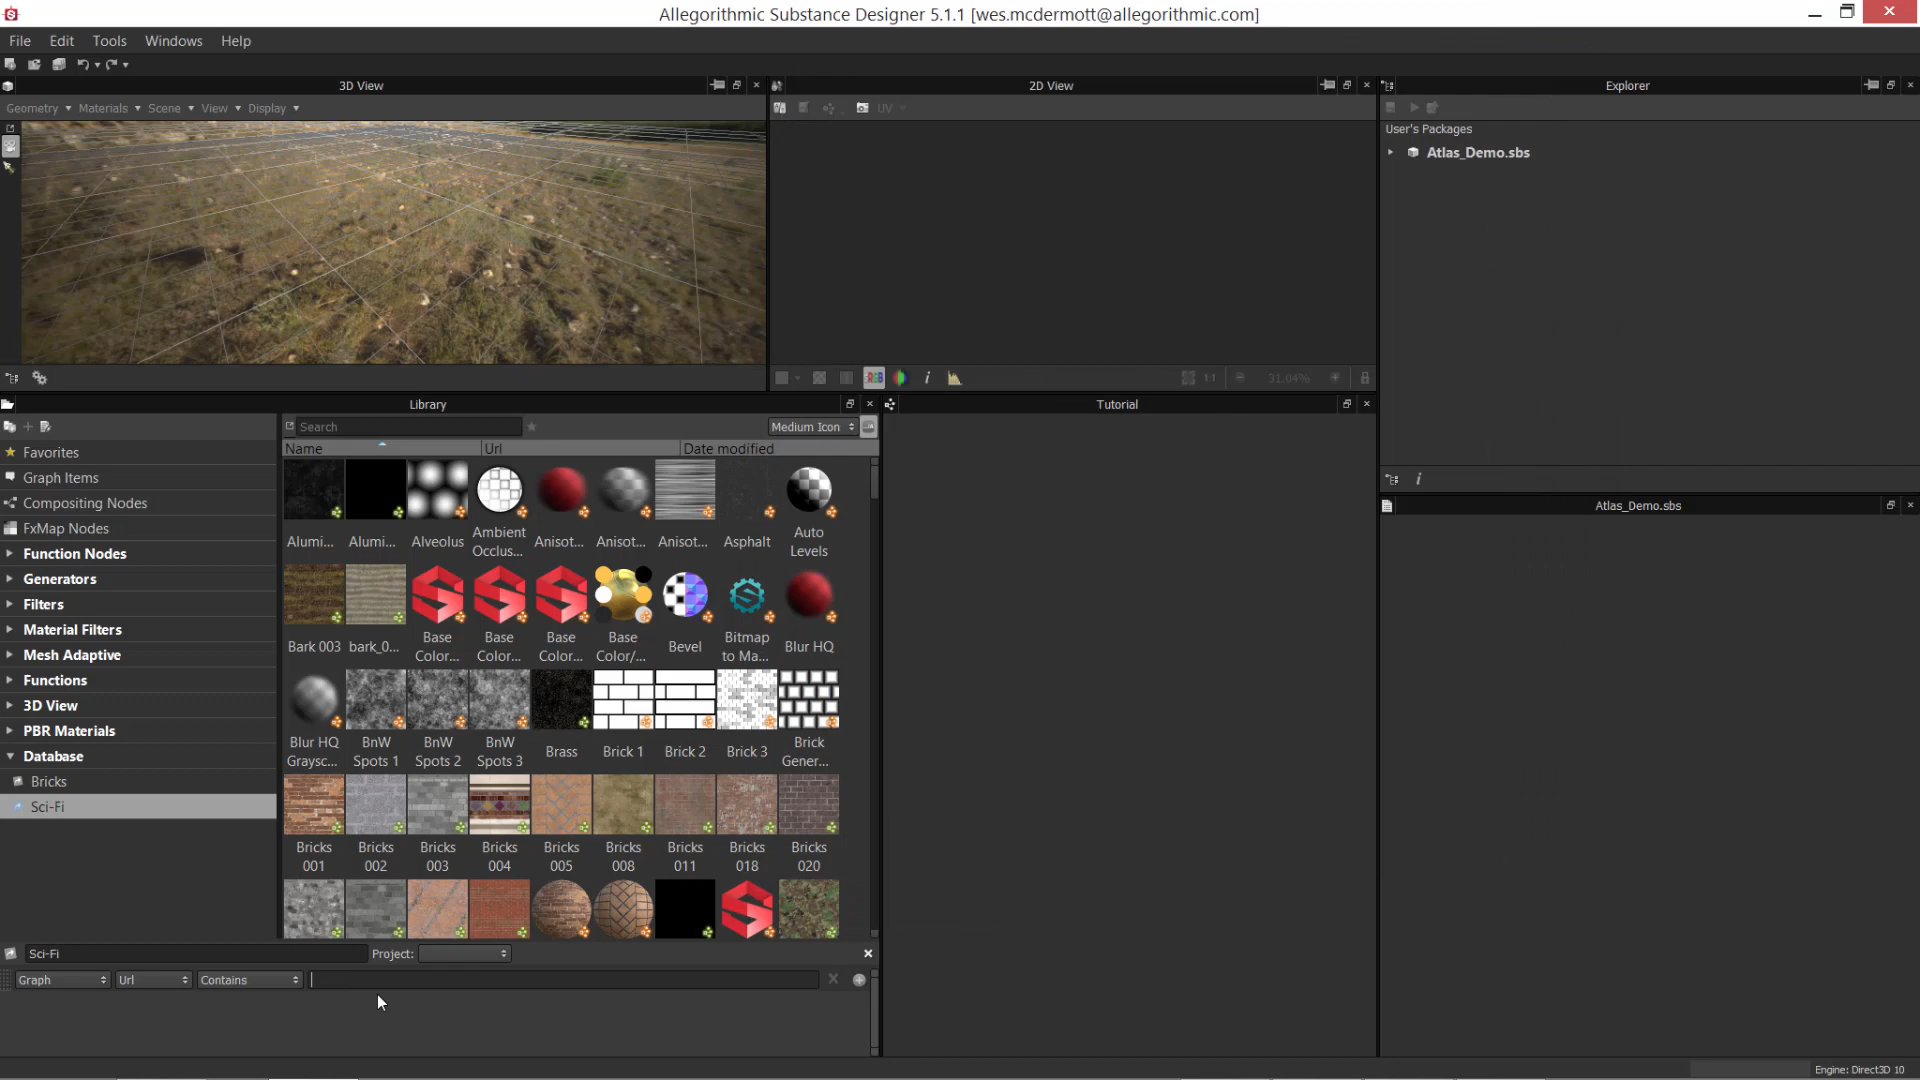 Allegorithmic Substance Designer 5.1.1 [wes.mcdermott@allegorithmic.com]
File Edit Tools Windows Help
3D View
Geometry Materials Scene View Display
2D View
UV
31.04%
1:1
Explorer
User's Packages
Atlas_Demo.sbs
Library
Search
Medium Icon
Name Url Date modified
Favorites
Graph Items
Compositing Nodes
FxMap Nodes
Function Nodes
Generators
Filters
Material Filters
Mesh Adaptive
Functions
3D View
PBR Materials
Database
Bricks
Sci-Fi
Alumi... Alumi... Alveolus Ambient Occlus... Anisot... Anisot... Anisot... Asphalt Auto Levels
Bark 003 bark_0... Base Color... Base Color... Base Color... Base Color/... Bevel Bitmap to Ma... Blur HQ
Blur HQ Graysc... BnW Spots 1 BnW Spots 2 BnW Spots 3 Brass Brick 1 Brick 2 Brick 3 Brick Gener...
Bricks 001 Bricks 002 Bricks 003 Bricks 004 Bricks 005 Bricks 008 Bricks 011 Bricks 018 Bricks 020
Sci-Fi Project:
Graph Url Contains
Tutorial
Atlas_Demo.sbs
Engine: Direct3D 10